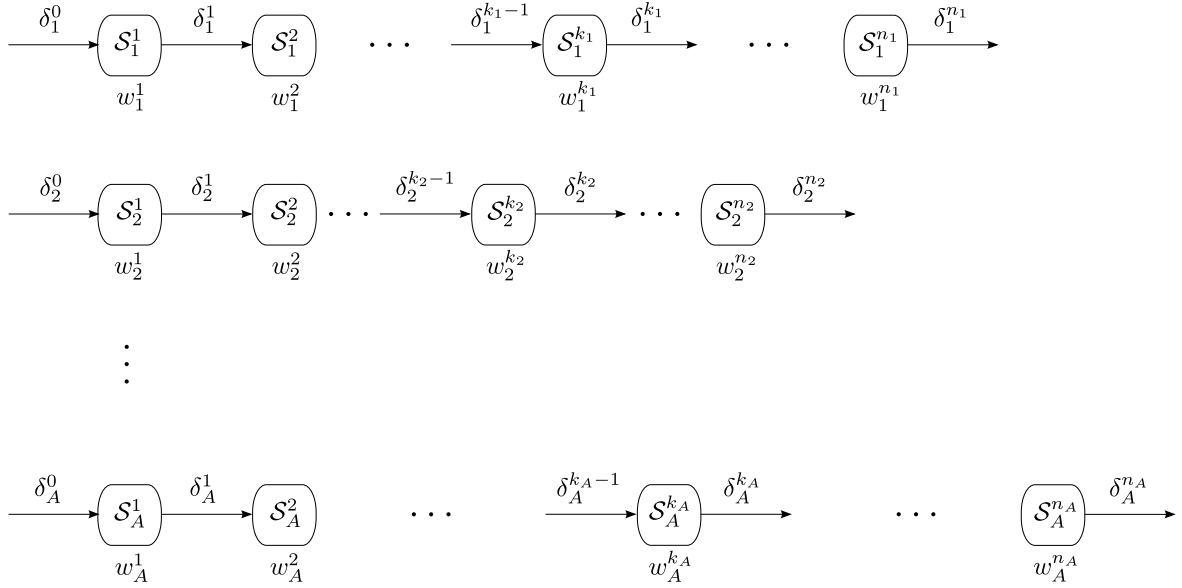 δ_1^0 δ_1^1 δ_1^{k_1−1} δ_1^{k_1} δ_1^{n_1}
S_1^1 S_1^2 · · · S_1^{k_1} · · · S_1^{n_1}
w_1^1 w_1^2 w_1^{k_1} w_1^{n_1}
δ_2^0 δ_2^1 δ_2^{k_2−1} δ_2^{k_2} δ_2^{n_2}
S_2^1 S_2^2 · · · S_2^{k_2} · · · S_2^{n_2}
w_2^1 w_2^2 w_2^{k_2} w_2^{n_2}
⋮
δ_A^0 δ_A^1 δ_A^{k_A−1} δ_A^{k_A} δ_A^{n_A}
S_A^1 S_A^2 · · · S_A^{k_A} · · · S_A^{n_A}
w_A^1 w_A^2 w_A^{k_A} w_A^{n_A}